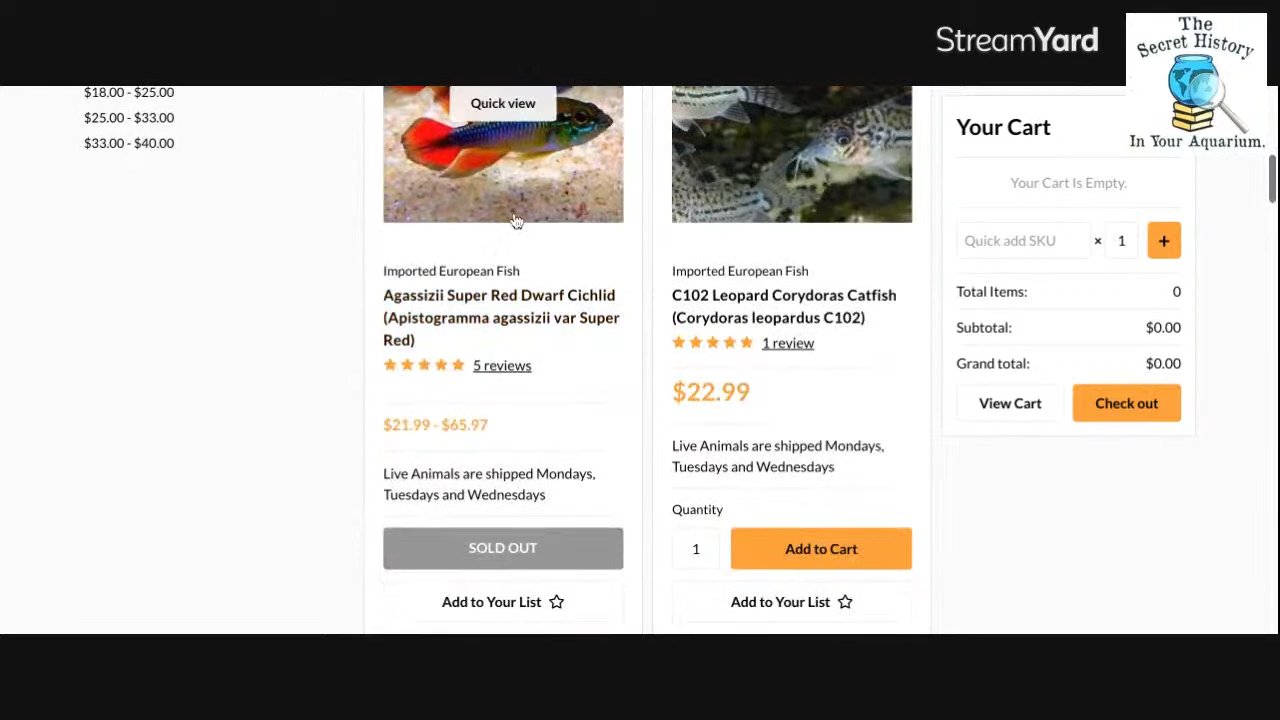 StreamYard
The
Secret History
In Your Aquarium.
$18.00 - $25.00
$25.00 - $33.00
$33.00 - $40.00
Quick view
Imported European Fish
Agassizii Super Red Dwarf Cichlid
(Apistogramma agassizii var Super
Red)
5 reviews
$21.99 - $65.97
Live Animals are shipped Mondays,
Tuesdays and Wednesdays
SOLD OUT
Add to Your List
Imported European Fish
C102 Leopard Corydoras Catfish
(Corydoras leopardus C102)
1 review
$22.99
Live Animals are shipped Mondays,
Tuesdays and Wednesdays
Quantity
1
Add to Cart
Add to Your List
Your Cart
Your Cart Is Empty.
Quick add SKU × 1 +
Total Items: 0
Subtotal: $0.00
Grand total: $0.00
View Cart
Check out